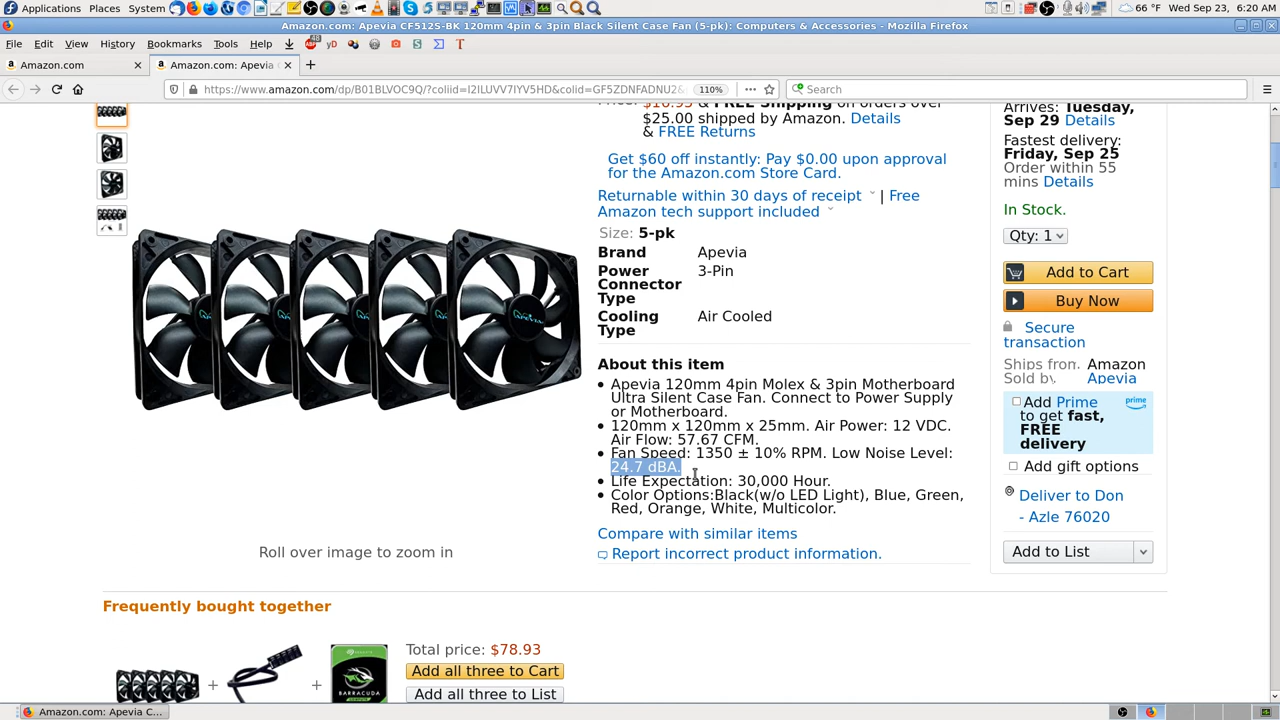 Applications Places System 66 °F Wed Sep 23, 6:20 AM
Amazon.com: Apevia CF512S-BK 120mm 4pin & 3pin Black Silent Case Fan (5-pk): Computers & Accessories - Mozilla Firefox
File Edit View History Bookmarks Tools Help
Amazon.com × Amazon.com: Apevia C × +
https://www.amazon.com/dp/B01BLVOC9Q/?coliid=I2ILUVV7IYV5HD&colid=GF5ZDNFADNU2& 110% Search
Price: $16.95 & FREE Shipping on orders over
$25.00 shipped by Amazon. Details
& FREE Returns
Get $60 off instantly: Pay $0.00 upon approval
for the Amazon.com Store Card.
Returnable within 30 days of receipt | Free
Amazon tech support included
Size: 5-pk
Brand Apevia
Power 3-Pin
Connector
Type
Cooling Air Cooled
Type
About this item
• Apevia 120mm 4pin Molex & 3pin Motherboard
Ultra Silent Case Fan. Connect to Power Supply
or Motherboard.
• 120mm x 120mm x 25mm. Air Power: 12 VDC.
Air Flow: 57.67 CFM.
• Fan Speed: 1350 ± 10% RPM. Low Noise Level:
24.7 dBA.
• Life Expectation: 30,000 Hour.
• Color Options:Black(w/o LED Light), Blue, Green,
Red, Orange, White, Multicolor.
Compare with similar items
Report incorrect product information.
Roll over image to zoom in
Arrives: Tuesday,
Sep 29 Details
Fastest delivery:
Friday, Sep 25
Order within 55
mins Details
In Stock.
Qty: 1
Add to Cart
Buy Now
Secure
transaction
Ships from Amazon
Sold by Apevia
Add Prime
to get fast,
FREE
delivery
prime
Add gift options
Deliver to Don
- Azle 76020
Add to List
Frequently bought together
Total price: $78.93
Add all three to Cart
Add all three to List
+ +
BARRACUDA
Amazon.com: Apevia C...